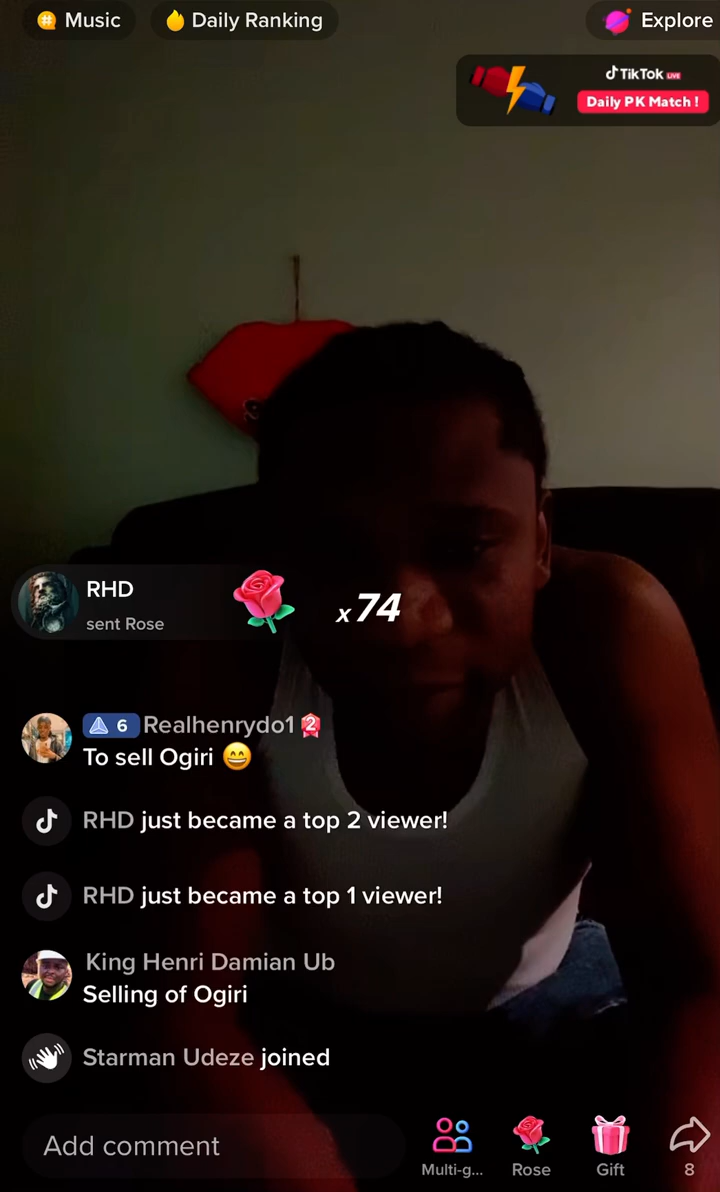 Music
Daily Ranking
Explore
TikTok LIVE
Daily PK Match !
RHD
sent Rose
x74
6 Realhenrydo1 2
To sell Ogiri 😄
RHD just became a top 2 viewer!
RHD just became a top 1 viewer!
King Henri Damian Ub
Selling of Ogiri
Starman Udeze joined
Add comment
Multi-g...
Rose
Gift
8